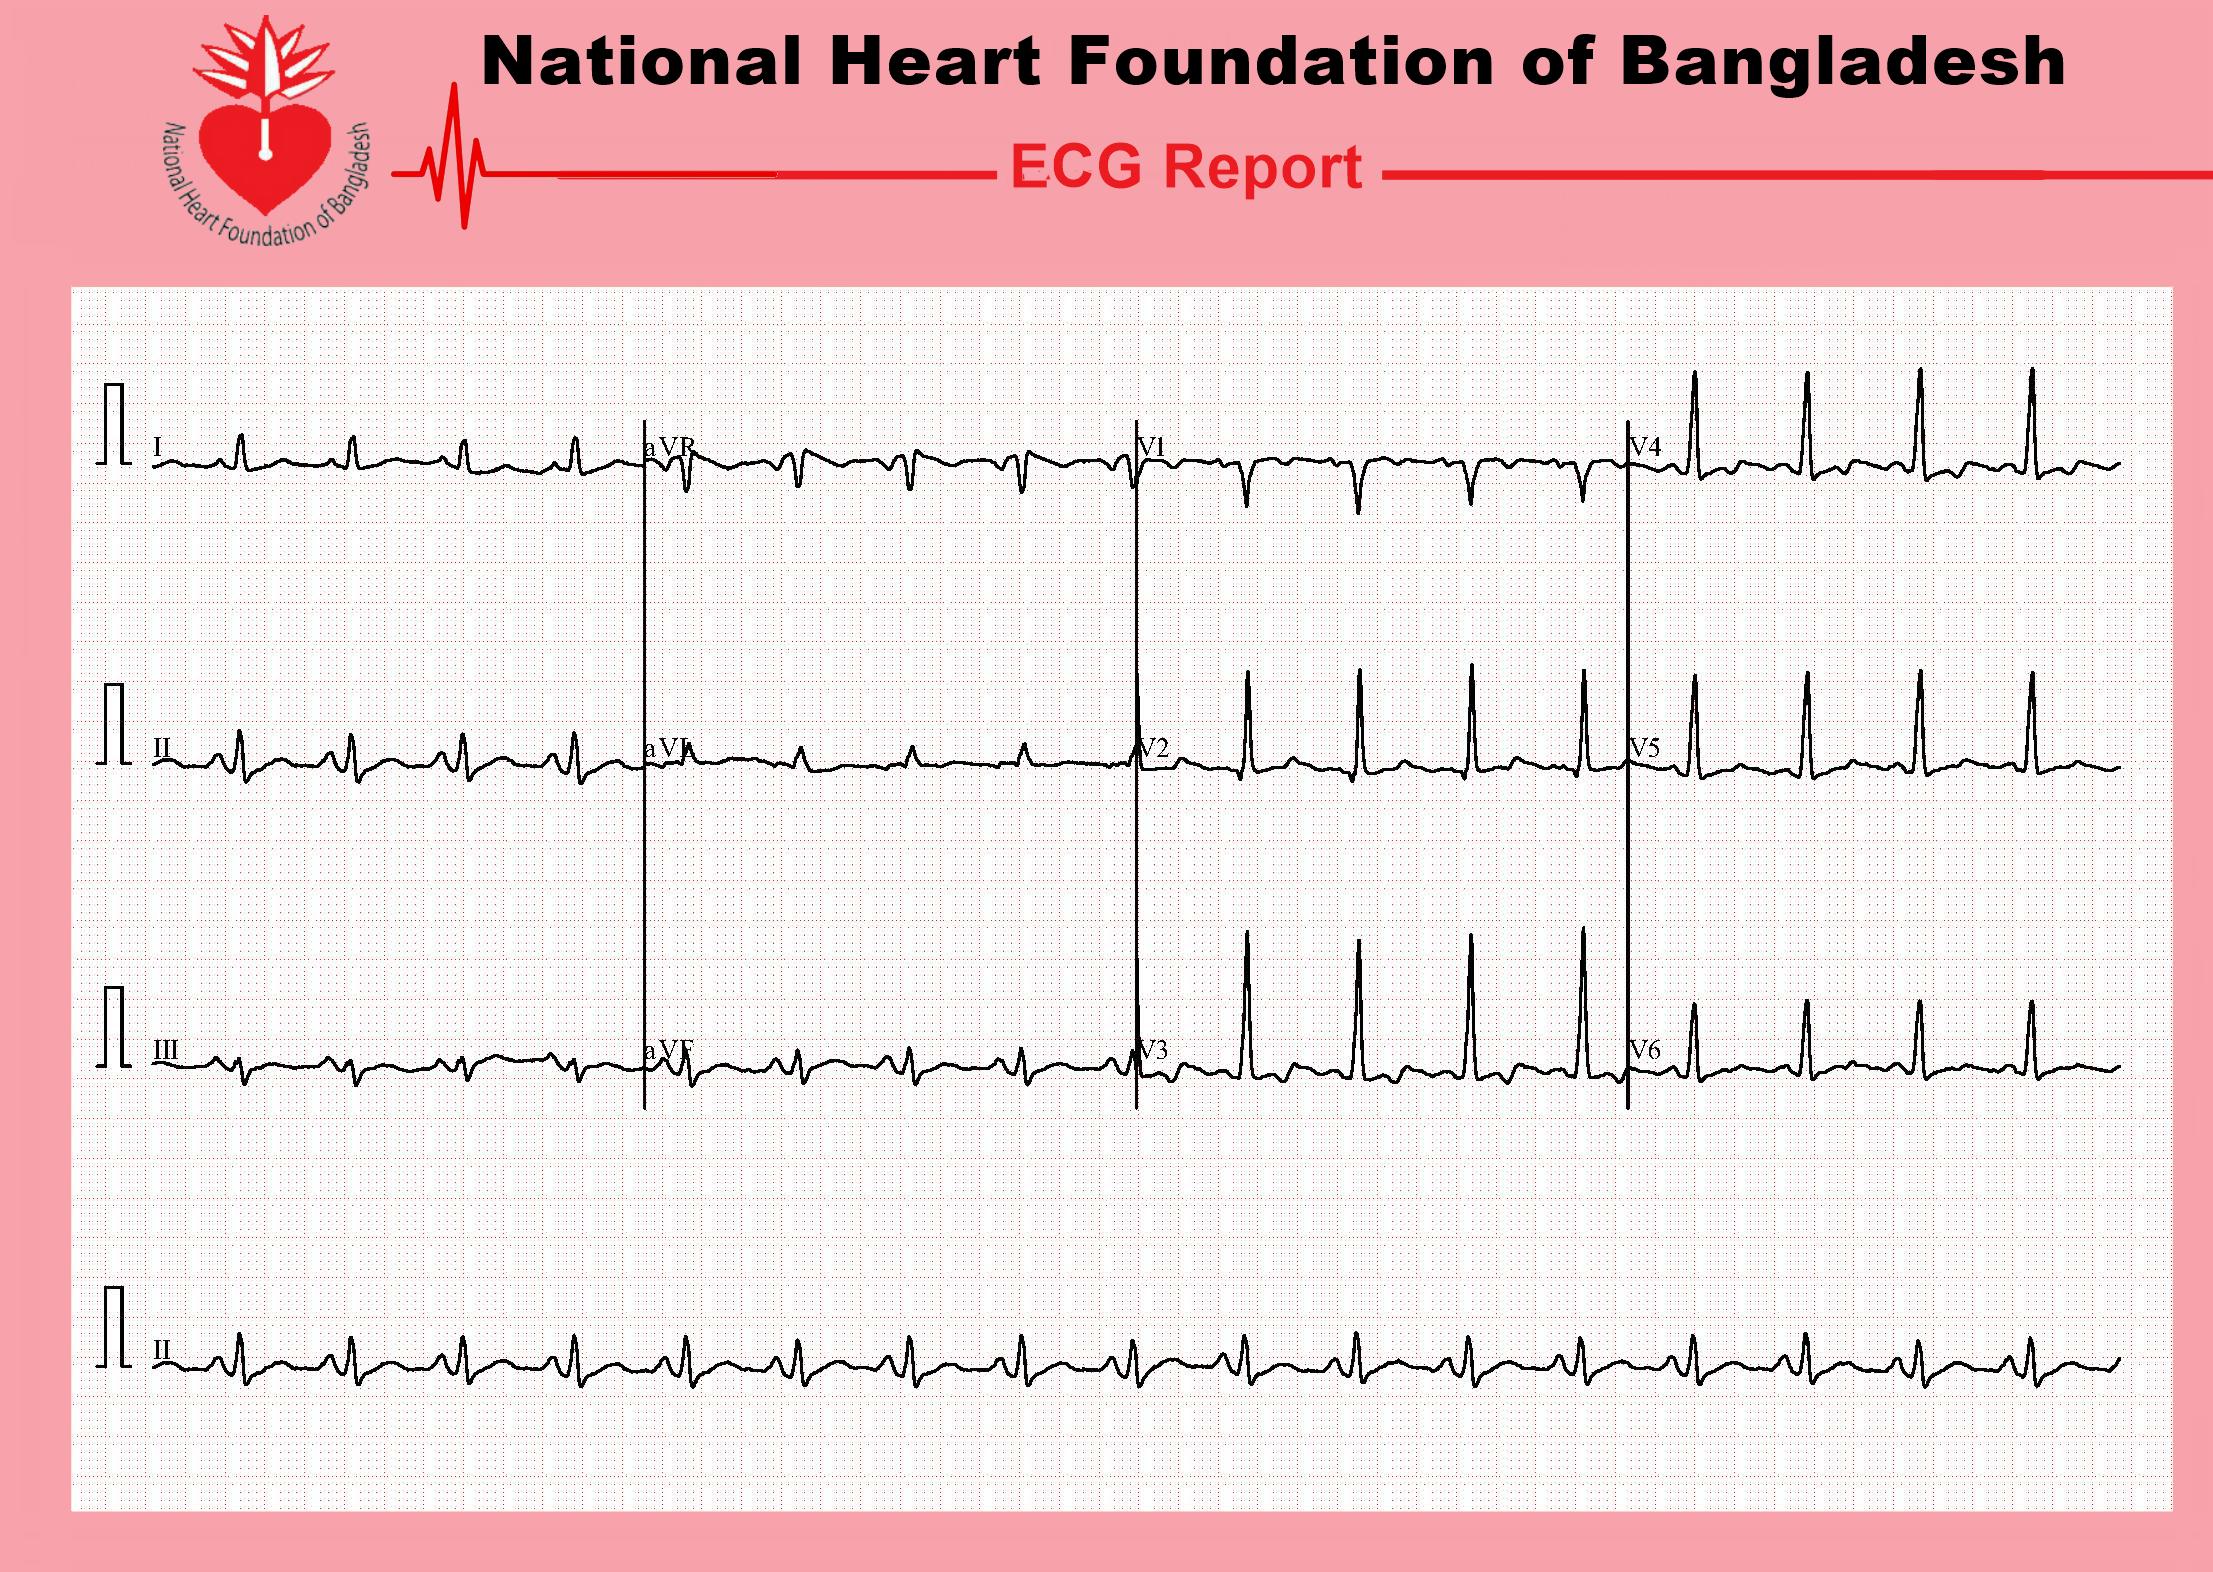 National Heart Foundation of Bangladesh
National Heart Foundation of Bangladesh
ECG Report
I aVR V1 V4
II aVL V2 V5
III aVF V3 V6
II